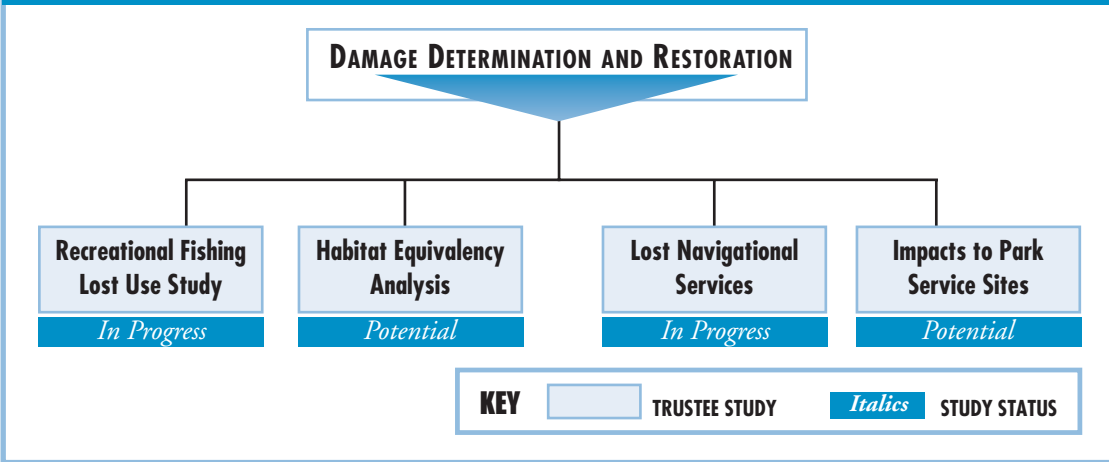 DAMAGE DETERMINATION AND RESTORATION
Recreational Fishing
Lost Use Study
In Progress
Habitat Equivalency
Analysis
Potential
Lost Navigational
Services
In Progress
Impacts to Park
Service Sites
Potential
KEY
TRUSTEE STUDY
Italics
STUDY STATUS